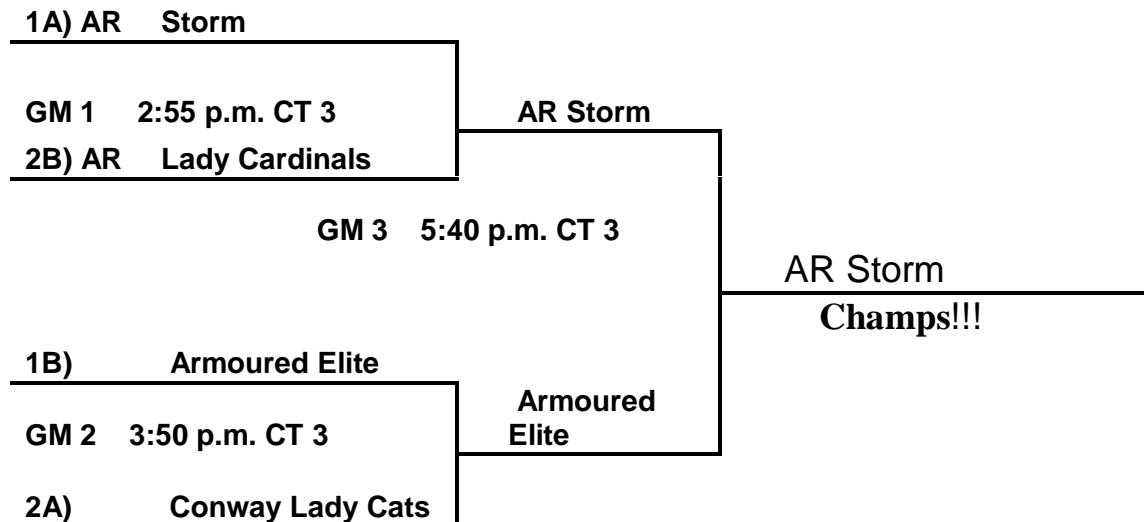 1A) AR Storm
GM 1 2:55 p.m. CT 3 AR Storm
2B) AR Lady Cardinals
GM 3 5:40 p.m. CT 3
AR Storm
Champs!!!
1B) Armoured Elite
Armoured
GM 2 3:50 p.m. CT 3 Elite
2A) Conway Lady Cats